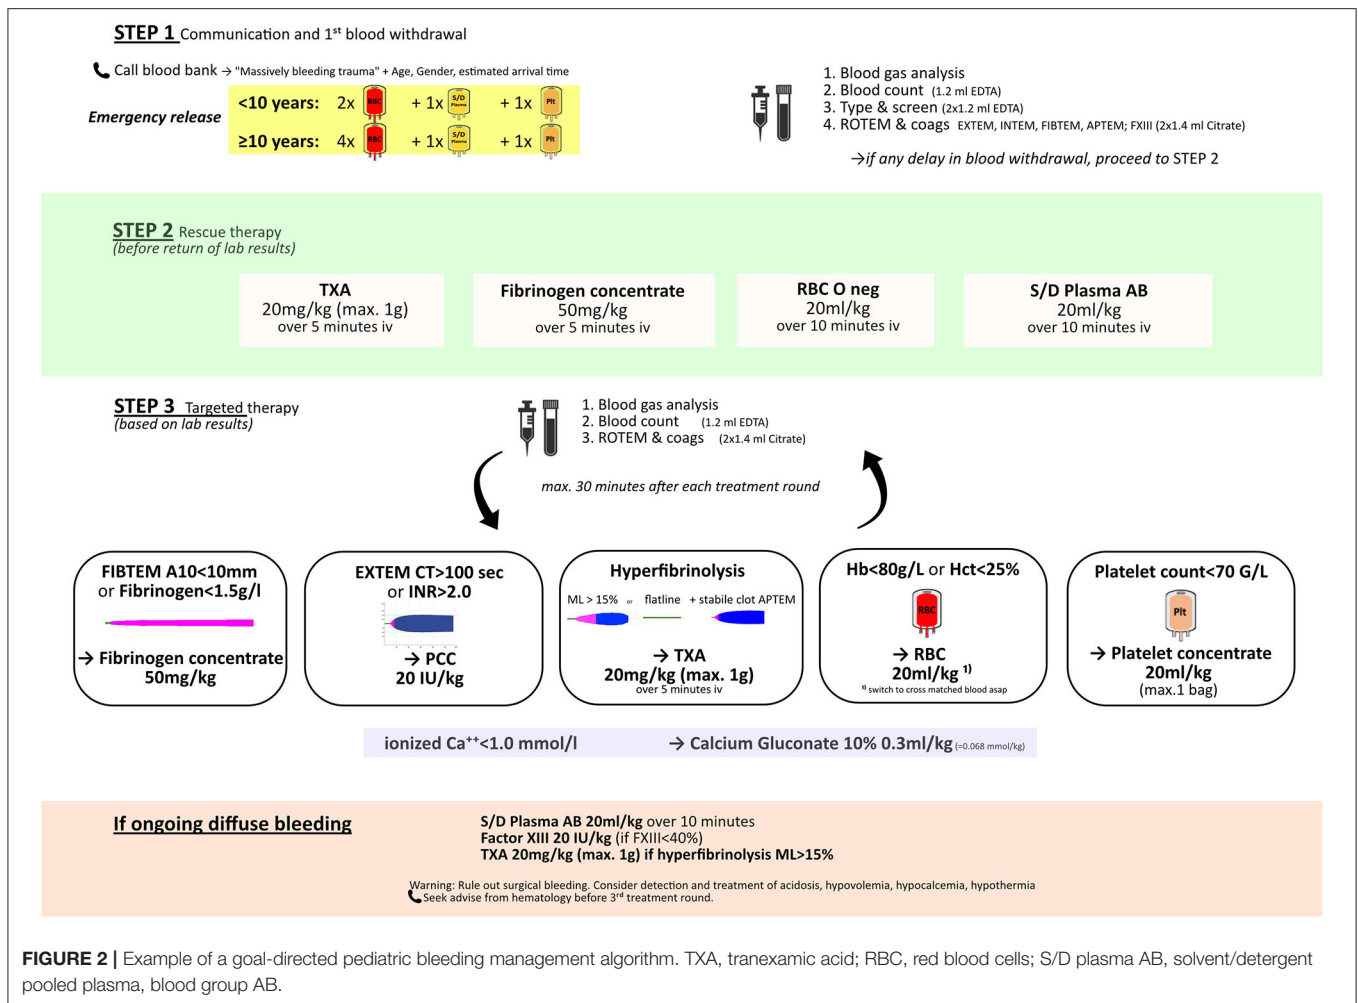 STEP 1 Communication and 1st blood withdrawal
Call blood bank → "Massively bleeding trauma" + Age, Gender, estimated arrival time
Emergency release
<10 years: 2x RBC + 1x S/D Plasma + 1x Plt
≥10 years: 4x RBC + 1x S/D Plasma + 1x Plt
1. Blood gas analysis
2. Blood count (1.2 ml EDTA)
3. Type & screen (2x1.2 ml EDTA)
4. ROTEM & coags EXTEM, INTEM, FIBTEM, APTEM; FXIII (2x1.4 ml Citrate)
→if any delay in blood withdrawal, proceed to STEP 2
STEP 2 Rescue therapy
(before return of lab results)
TXA
20mg/kg (max. 1g)
over 5 minutes iv
Fibrinogen concentrate
50mg/kg
over 5 minutes iv
RBC O neg
20ml/kg
over 10 minutes iv
S/D Plasma AB
20ml/kg
over 10 minutes iv
STEP 3 Targeted therapy
(based on lab results)
1. Blood gas analysis
2. Blood count (1.2 ml EDTA)
3. ROTEM & coags (2x1.4 ml Citrate)
max. 30 minutes after each treatment round
FIBTEM A10<10mm
or Fibrinogen<1.5g/l
→ Fibrinogen concentrate
50mg/kg
EXTEM CT>100 sec
or INR>2.0
→ PCC
20 IU/kg
Hyperfibrinolysis
ML > 15% or flatline + stabile clot APTEM
→ TXA
20mg/kg (max. 1g)
over 5 minutes iv
Hb<80g/L or Hct<25%
RBC
→ RBC
20ml/kg 1)
1) switch to cross matched blood asap
Platelet count<70 G/L
Plt
→ Platelet concentrate
20ml/kg
(max.1 bag)
ionized Ca++<1.0 mmol/l → Calcium Gluconate 10% 0.3ml/kg (=0.068 mmol/kg)
If ongoing diffuse bleeding
S/D Plasma AB 20ml/kg over 10 minutes
Factor XIII 20 IU/kg (if FXIII<40%)
TXA 20mg/kg (max. 1g) if hyperfibrinolysis ML>15%
Warning: Rule out surgical bleeding. Consider detection and treatment of acidosis, hypovolemia, hypocalcemia, hypothermia
Seek advise from hematology before 3rd treatment round.
FIGURE 2 | Example of a goal-directed pediatric bleeding management algorithm. TXA, tranexamic acid; RBC, red blood cells; S/D plasma AB, solvent/detergent
pooled plasma, blood group AB.